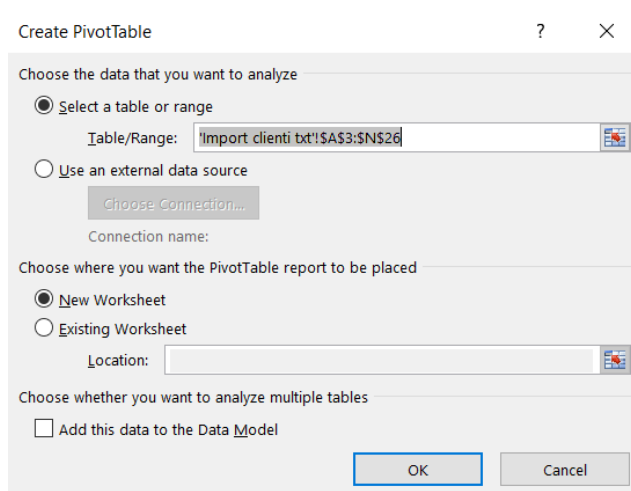 Create PivotTable ?
Choose the data that you want to analyze
Select a table or range
Table/Range: 'Import clienti txt'!$A$3:$N$26
Use an external data source
Choose Connection...
Connection name:
Choose where you want the PivotTable report to be placed
New Worksheet
Existing Worksheet
Location:
Choose whether you want to analyze multiple tables
Add this data to the Data Model
OK Cancel